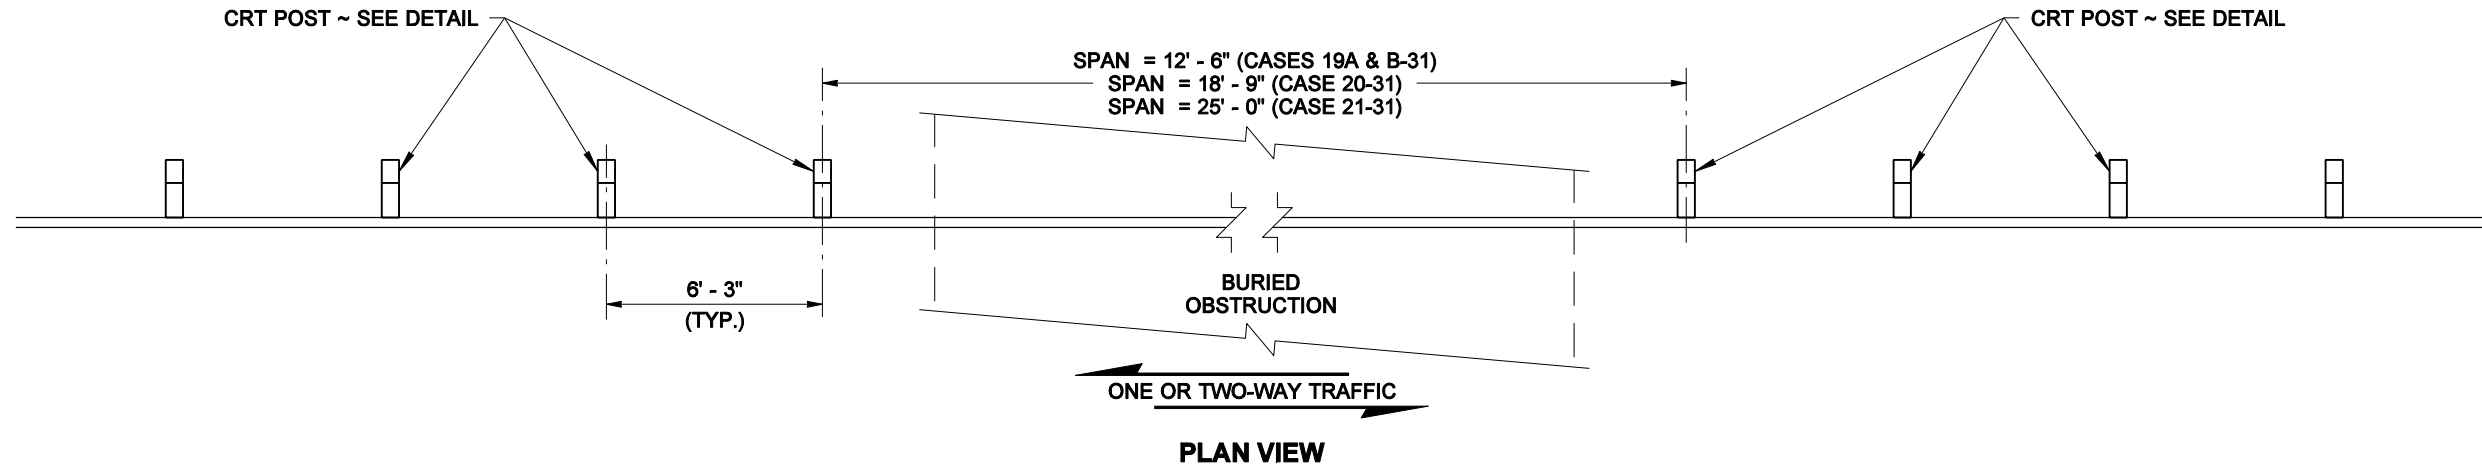 CRT POST ~ SEE DETAIL
CRT POST ~ SEE DETAIL
SPAN = 12' - 6" (CASES 19A & B-31)
SPAN = 18' - 9" (CASE 20-31)
SPAN = 25' - 0" (CASE 21-31)
6' - 3"
(TYP.)
BURIED
OBSTRUCTION
ONE OR TWO-WAY TRAFFIC
PLAN VIEW